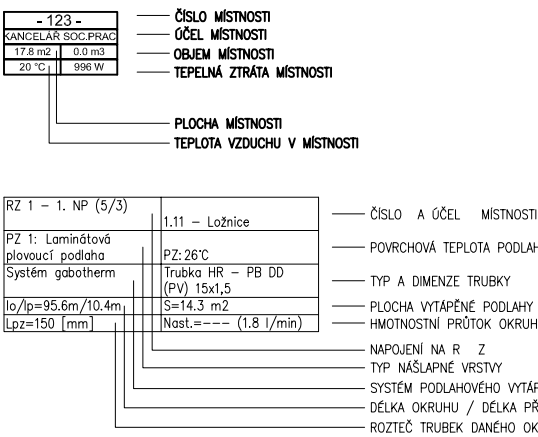 - 123 -
KANCELÁŘ SOC.PRAC
17.8 m2 0.0 m3
20 °C 996 W
ČÍSLO MÍSTNOSTI
ÚČEL MÍSTNOSTI
OBJEM MÍSTNOSTI
TEPELNÁ ZTRÁTA MÍSTNOSTI
PLOCHA MÍSTNOSTI
TEPLOTA VZDUCHU V MÍSTNOSTI
RZ 1 - 1. NP (5/3)
1.11 - Ložnice
PZ 1: Laminátová
plovoucí podlaha
PZ: 26°C
Systém gabotherm
Trubka HR - PB DD
(PV) 15x1,5
lo/lp=95.6m/10.4m
S=14.3 m2
Lpz=150 [mm]
Nast.=--- (1.8 l/min)
ČÍSLO A ÚČEL MÍSTNOSTI
POVRCHOVÁ TEPLOTA PODLAH
TYP A DIMENZE TRUBKY
PLOCHA VYTÁPĚNÉ PODLAHY
HMOTNOSTNÍ PRŮTOK OKRUH
NAPOJENÍ NA R Z
TYP NÁŠLAPNÉ VRSTVY
SYSTÉM PODLAHOVÉHO VYTÁP
DÉLKA OKRUHU / DÉLKA PŘ
ROZTEČ TRUBEK DANÉHO OK